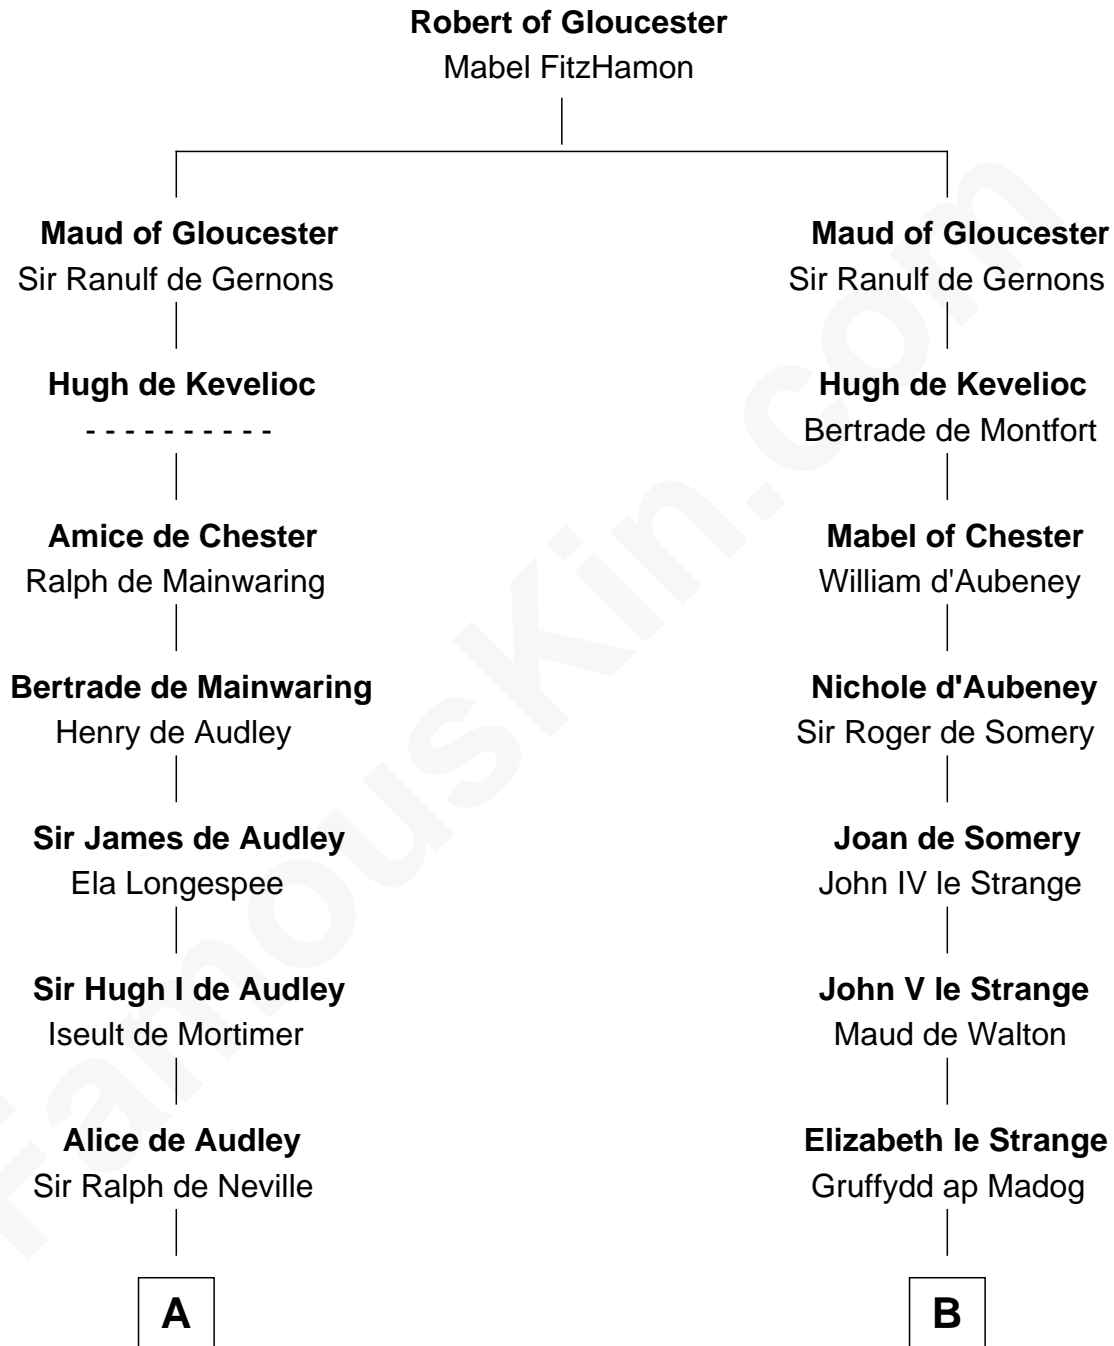 Robert of Gloucester
Mabel FitzHamon
Maud of Gloucester
Sir Ranulf de Gernons
Maud of Gloucester
Sir Ranulf de Gernons
Hugh de Kevelioc
- - - - - - - - - -
Hugh de Kevelioc
Bertrade de Montfort
Amice de Chester
Ralph de Mainwaring
Mabel of Chester
William d'Aubeney
Bertrade de Mainwaring
Henry de Audley
Nichole d'Aubeney
Sir Roger de Somery
Sir James de Audley
Ela Longespee
Joan de Somery
John IV le Strange
Sir Hugh I de Audley
Iseult de Mortimer
John V le Strange
Maud de Walton
Alice de Audley
Sir Ralph de Neville
Elizabeth le Strange
Gruffydd ap Madog
A
B
FamousKin.com